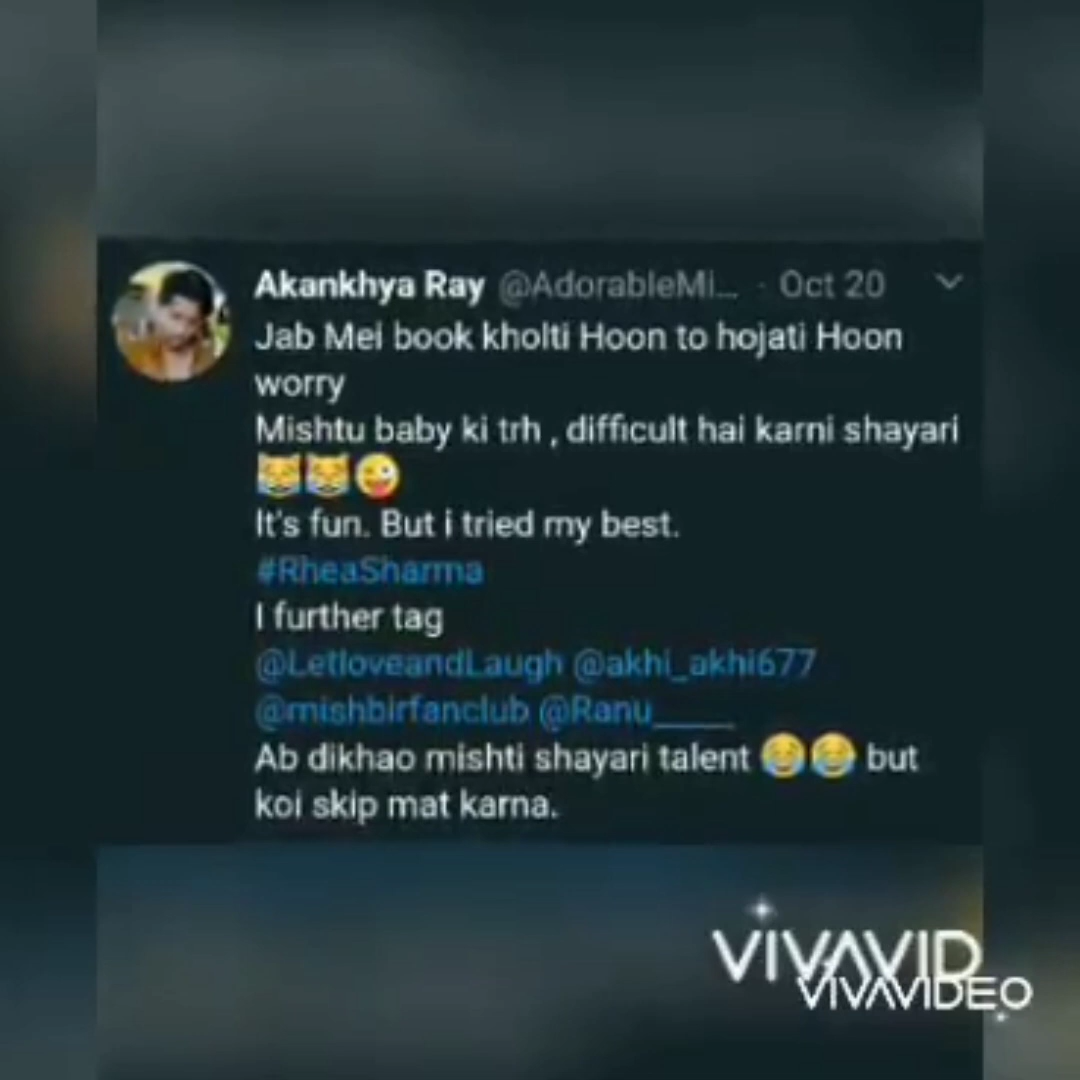 Akankhya Ray @AdorableMi... · Oct 20
Jab Mei book kholti Hoon to hojati Hoon
worry
Mishtu baby ki trh , difficult hai karni shayari
😹😹😜
It's fun. But i tried my best.
#RheaSharma
I further tag
@LetloveandLaugh @akhi_akhi677
@mishbirfanclub @Ranu_____
Ab dikhao mishti shayari talent 😂😂 but
koi skip mat karna.
VIVAVID
VIVAVIDEO